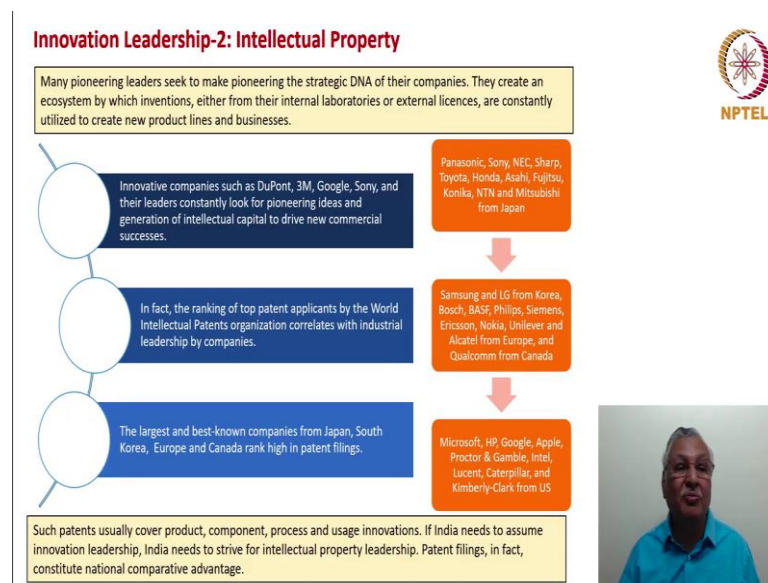 Innovation Leadership-2: Intellectual Property
NPTEL
Many pioneering leaders seek to make pioneering the strategic DNA of their companies. They create an
ecosystem by which inventions, either from their internal laboratories or external licences, are constantly
utilized to create new product lines and businesses.
Innovative companies such as DuPont, 3M, Google, Sony, and
their leaders constantly look for pioneering ideas and
generation of intellectual capital to drive new commercial
successes.
In fact, the ranking of top patent applicants by the World
Intellectual Patents organization correlates with industrial
leadership by companies.
The largest and best-known companies from Japan, South
Korea, Europe and Canada rank high in patent filings.
Panasonic, Sony, NEC, Sharp,
Toyota, Honda, Asahi, Fujitsu,
Konika, NTN and Mitsubishi
from Japan
Samsung and LG from Korea,
Bosch, BASF, Philips, Siemens,
Ericsson, Nokia, Unilever and
Alcatel from Europe, and
Qualcomm from Canada
Microsoft, HP, Google, Apple,
Proctor & Gamble, Intel,
Lucent, Caterpillar, and
Kimberly-Clark from US
Such patents usually cover product, component, process and usage innovations. If India needs to assume
innovation leadership, India needs to strive for intellectual property leadership. Patent filings, in fact,
constitute national comparative advantage.